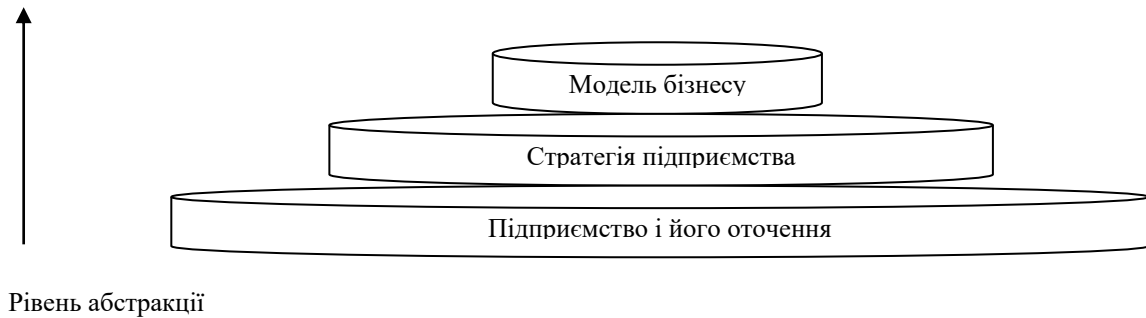 Модель бізнесу
Стратегія підприємства
Підприємство і його оточення
Рівень абстракції